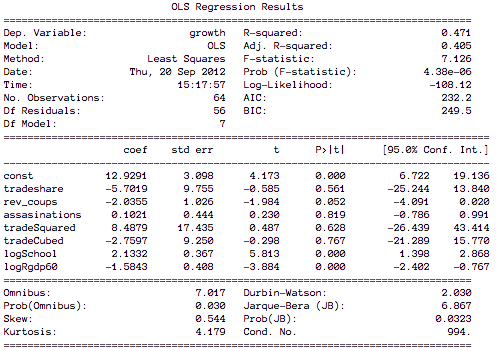 OLS Regression Results
==============================================================================
Dep. Variable: growth R-squared: 0.471
Model: OLS Adj. R-squared: 0.405
Method: Least Squares F-statistic: 7.126
Date: Thu, 20 Sep 2012 Prob (F-statistic): 4.38e-06
Time: 15:17:57 Log-Likelihood: -108.12
No. Observations: 64 AIC: 232.2
Df Residuals: 56 BIC: 249.5
Df Model: 7
==============================================================================
coef std err t P>|t| [95.0% Conf. Int.]
------------------------------------------------------------------------------
const 12.9291 3.098 4.173 0.000 6.722 19.136
tradeshare -5.7019 9.755 -0.585 0.561 -25.244 13.840
rev_coups -2.0355 1.026 -1.984 0.052 -4.091 0.020
assasinations 0.1021 0.444 0.230 0.819 -0.786 0.991
tradeSquared 8.4879 17.435 0.487 0.628 -26.439 43.414
tradeCubed -2.7597 9.250 -0.298 0.767 -21.289 15.770
logSchool 2.1332 0.367 5.813 0.000 1.398 2.868
logRgdp60 -1.5843 0.408 -3.884 0.000 -2.402 -0.767
==============================================================================
Omnibus: 7.017 Durbin-Watson: 2.030
Prob(Omnibus): 0.030 Jarque-Bera (JB): 6.867
Skew: 0.544 Prob(JB): 0.0323
Kurtosis: 4.179 Cond. No. 994.
==============================================================================